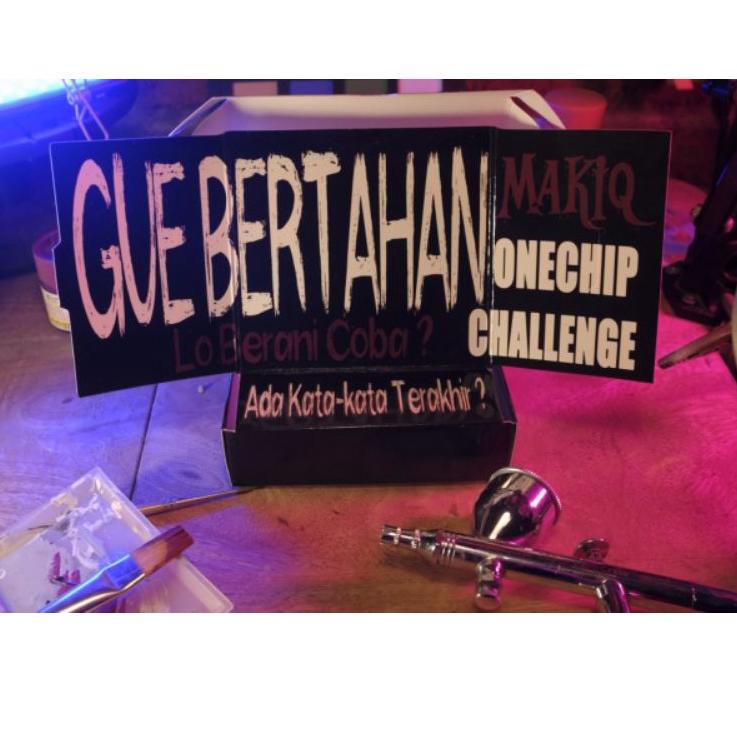 GUE BERTAHAN
Lo Berani Coba ?
MAKIQ
ONECHIP
CHALLENGE
Ada Kata-kata Terakhir ?